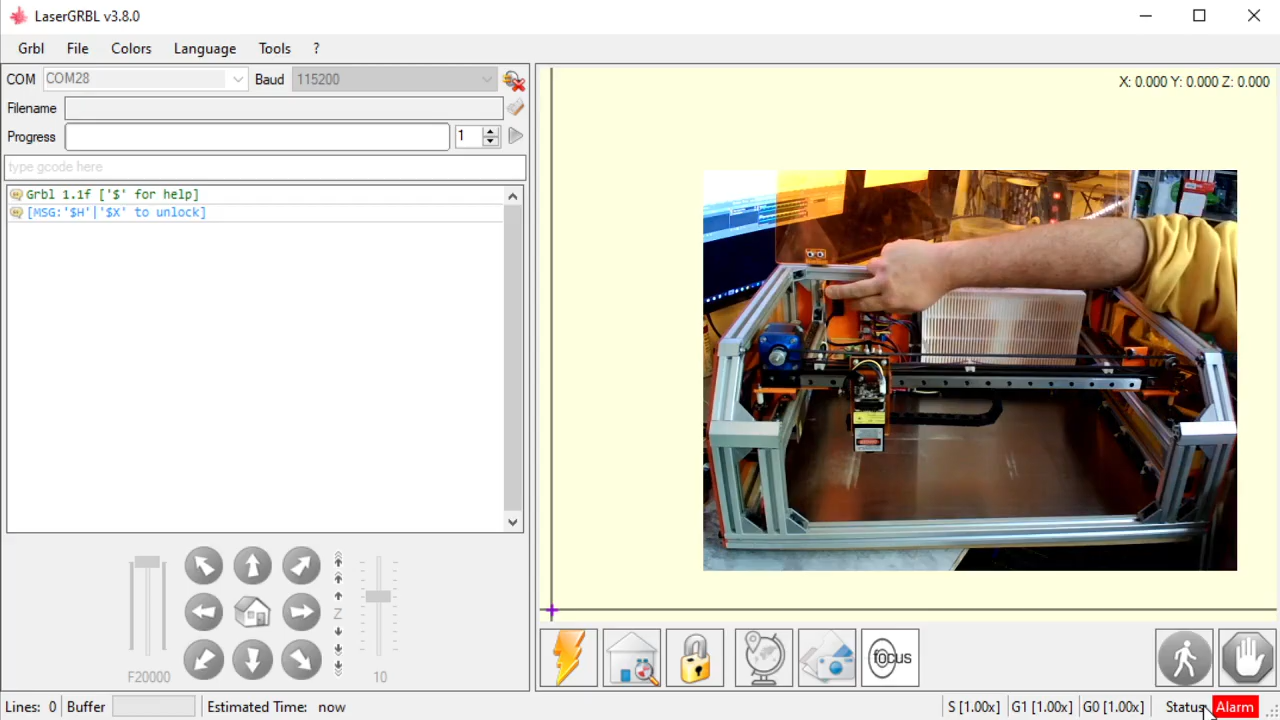 LaserGRBL v3.8.0
Grbl File Colors Language Tools ?
COM COM28 Baud 115200
X: 0.000 Y: 0.000 Z: 0.000
Filename
Progress 1
type gcode here
Grbl 1.1f ['$' for help]
[MSG:'$H'|'$X' to unlock]
Z
F20000 10
focus
Lines: 0 Buffer Estimated Time: now S [1.00x] G1 [1.00x] G0 [1.00x] Status Alarm